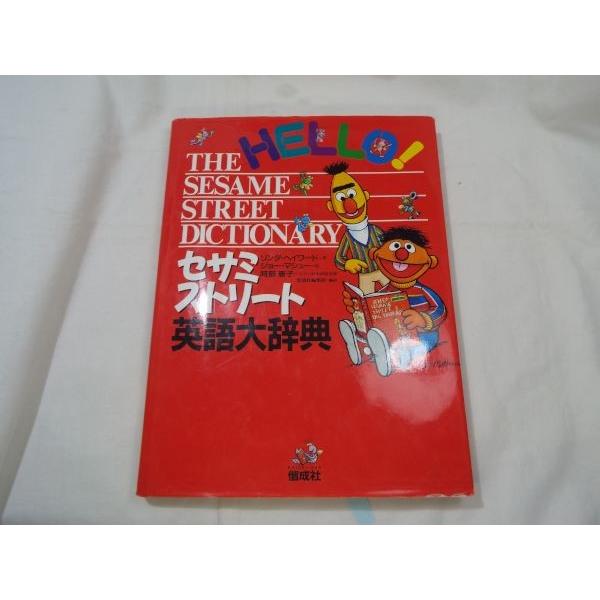 HELLO!
THE
SESAME
STREET
DICTIONARY
セサミ
ストリート
リンダ・ヘイワード・著
ジョー・マシュー・絵
英語大辞典
偕成社